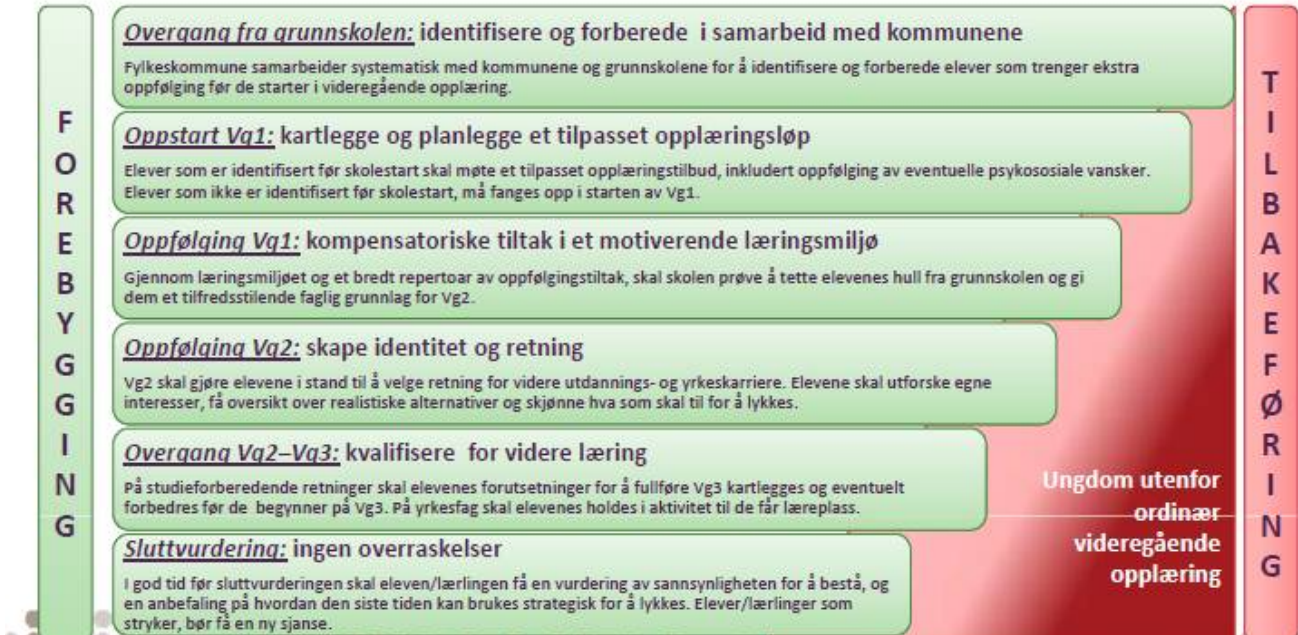 FOREBYGGING
Overgang fra grunnskolen: identifisere og forberede i samarbeid med kommunene
Fylkeskommune samarbeider systematisk med kommunene og grunnskolene for å identifisere og forberede elever som trenger ekstra
oppfølging før de starter i videregående opplæring.
Oppstart Vg1: kartlegge og planlegge et tilpasset opplæringsløp
Elever som er identifisert før skolestart skal møte et tilpasset opplæringstilbud, inkludert oppfølging av eventuelle psykososiale vansker.
Elever som ikke er identifisert før skolestart, må fanges opp i starten av Vg1.
Oppfølging Vg1: kompensatoriske tiltak i et motiverende læringsmiljø
Gjennom læringsmiljøet og et bredt repertoar av oppfølgingstiltak, skal skolen prøve å tette elevenes hull fra grunnskolen og gi
dem et tilfredsstilende faglig grunnlag for Vg2.
Oppfølging Vg2: skape identitet og retning
Vg2 skal gjøre elevene i stand til å velge retning for videre utdannings- og yrkeskarriere. Elevene skal utforske egne
interesser, få oversikt over realistiske alternativer og skjønne hva som skal til for å lykkes.
Overgang Vg2–Vg3: kvalifisere for videre læring
På studieforberedende retninger skal elevenes forutsetninger for å fullføre Vg3 kartlegges og eventuelt
forbedres før de begynner på Vg3. På yrkesfag skal elevenes holdes i aktivitet til de får læreplass.
Sluttvurdering: ingen overraskelser
I god tid før sluttvurderingen skal eleven/lærlingen få en vurdering av sannsynligheten for å bestå, og
en anbefaling på hvordan den siste tiden kan brukes strategisk for å lykkes. Elever/lærlinger som
stryker, bør få en ny sjanse.
Ungdom utenfor
ordinær
videregående
opplæring
TILBAKEFØRING